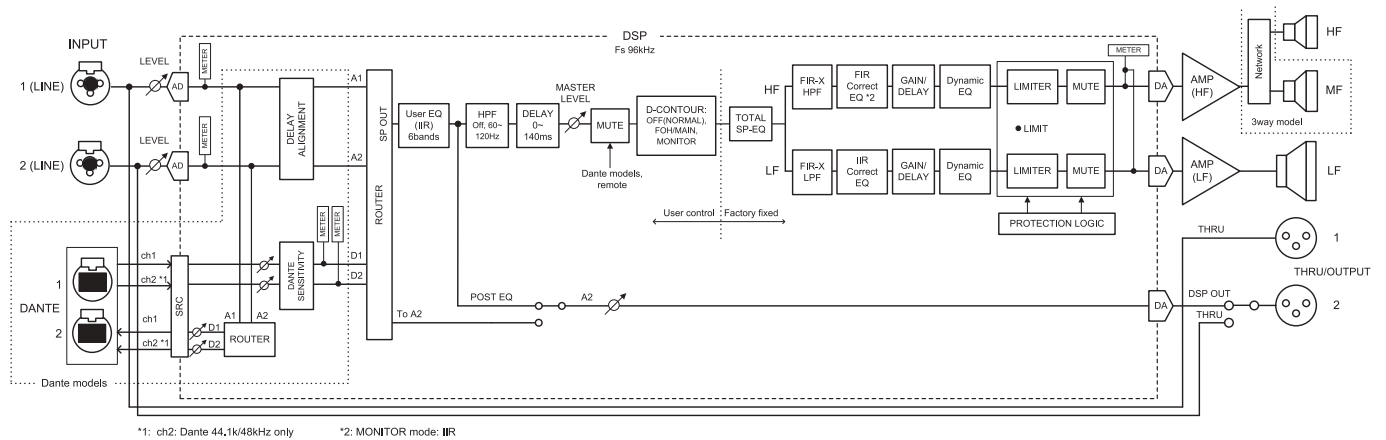 DSP
Fs 96kHz
INPUT
LEVEL
METER
1 (LINE)
AD
LEVEL
METER
2 (LINE)
AD
DELAY
ALIGNMENT
A1
A2
SP OUT
ROUTER
User EQ
(IIR)
6bands
HPF
Off, 60~
120Hz
DELAY
0~
140ms
MASTER
LEVEL
MUTE
Dante models,
remote
D-CONTOUR:
OFF(NORMAL),
FOH/MAIN,
MONITOR
TOTAL
SP-EQ
User control
Factory fixed
HF
FIR-X
HPF
FIR
Correct
EQ *2
GAIN/
DELAY
Dynamic
EQ
LIMITER
MUTE
METER
DA
AMP
(HF)
Network
HF
MF
3way model
● LIMIT
LF
FIR-X
LPF
IIR
Correct
EQ
GAIN/
DELAY
Dynamic
EQ
LIMITER
MUTE
DA
AMP
(LF)
LF
PROTECTION LOGIC
METER
METER
DANTE
1
ch1
ch2 *1
2
ch1
ch2 *1
SRC
DANTE
SENSITIVITY
D1
D2
A1
A2
D1
D2
ROUTER
Dante models
POST EQ
A2
To A2
DA
THRU
1
THRU/OUTPUT
DSP OUT
THRU
2
*1: ch2: Dante 44.1k/48kHz only
*2: MONITOR mode: IIR